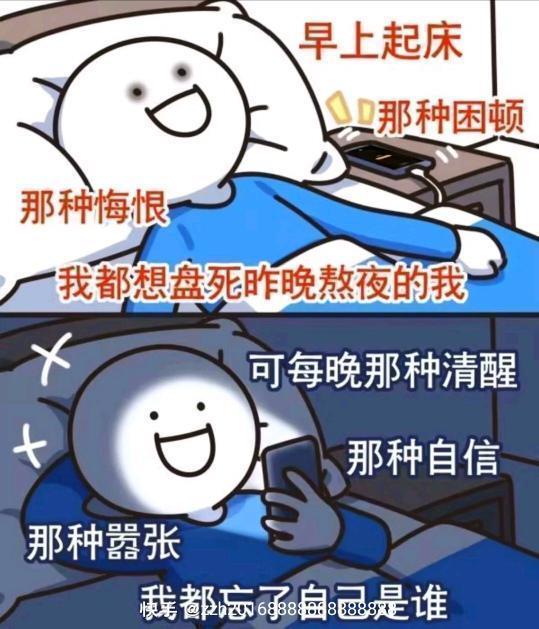 早上起床
那种困顿
那种悔恨
我都想盘死昨晚熬夜的我
可每晚那种清醒
那种自信
那种嚣张
我都忘了自己是谁